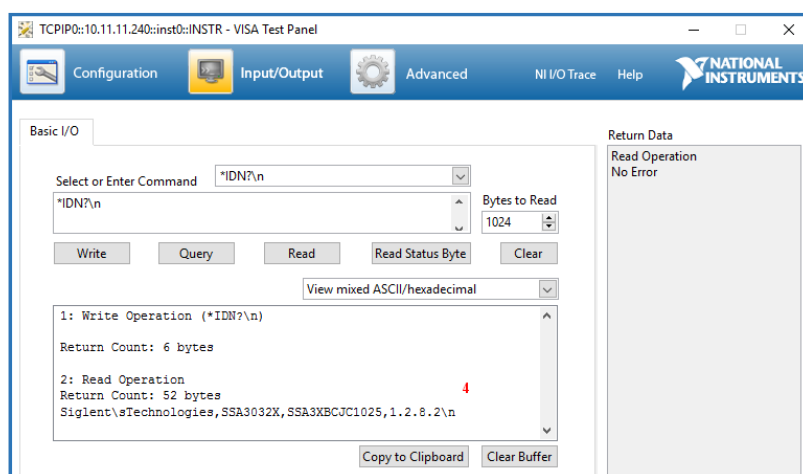 TCPIP0::10.11.11.240::inst0::INSTR - VISA Test Panel
Configuration Input/Output Advanced NI I/O Trace Help NATIONAL INSTRUMENTS
Basic I/O
Select or Enter Command *IDN?\n
*IDN?\n
Bytes to Read
1024
Write Query Read Read Status Byte Clear
View mixed ASCII/hexadecimal
1: Write Operation (*IDN?\n)
Return Count: 6 bytes
2: Read Operation
4
Return Count: 52 bytes
Siglent\sTechnologies,SSA3032X,SSA3XBCJC1025,1.2.8.2\n
Copy to Clipboard Clear Buffer
Return Data
Read Operation
No Error